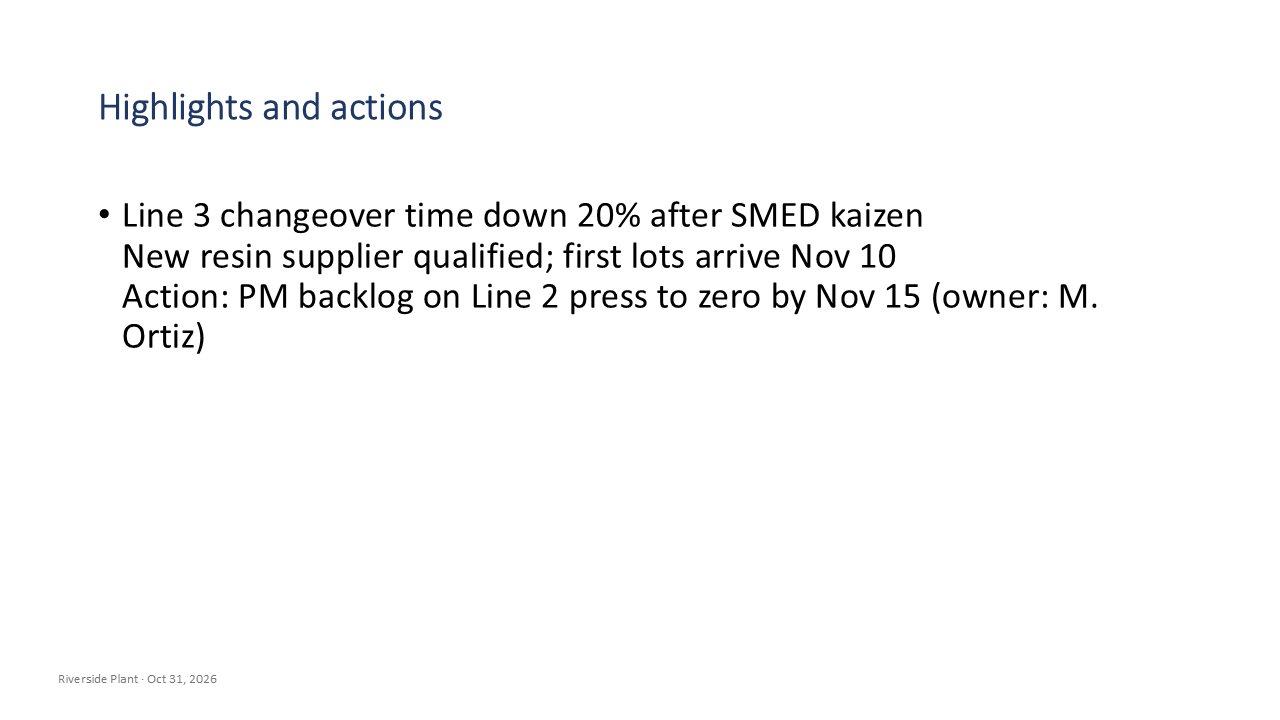 Highlights and actions
• Line 3 changeover time down 20% after SMED kaizen
New resin supplier qualified; first lots arrive Nov 10
Action: PM backlog on Line 2 press to zero by Nov 15 (owner: M.
Ortiz)
Riverside Plant · Oct 31, 2026